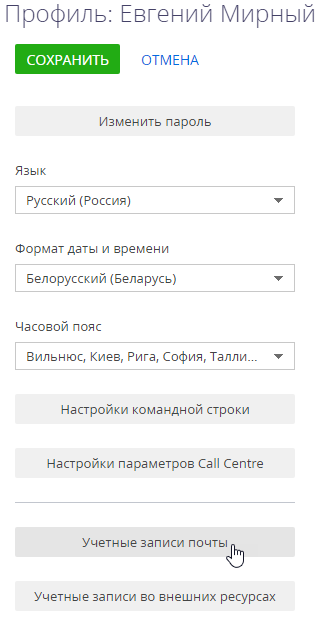 Профиль: Евгений Мирный
СОХРАНИТЬ ОТМЕНА
Изменить пароль
Язык
Русский (Россия)
Формат даты и времени
Белорусский (Беларусь)
Часовой пояс
Вильнюс, Киев, Рига, София, Талли...
Настройки командной строки
Настройки параметров Call Centre
Учетные записи почты
Учетные записи во внешних ресурсах